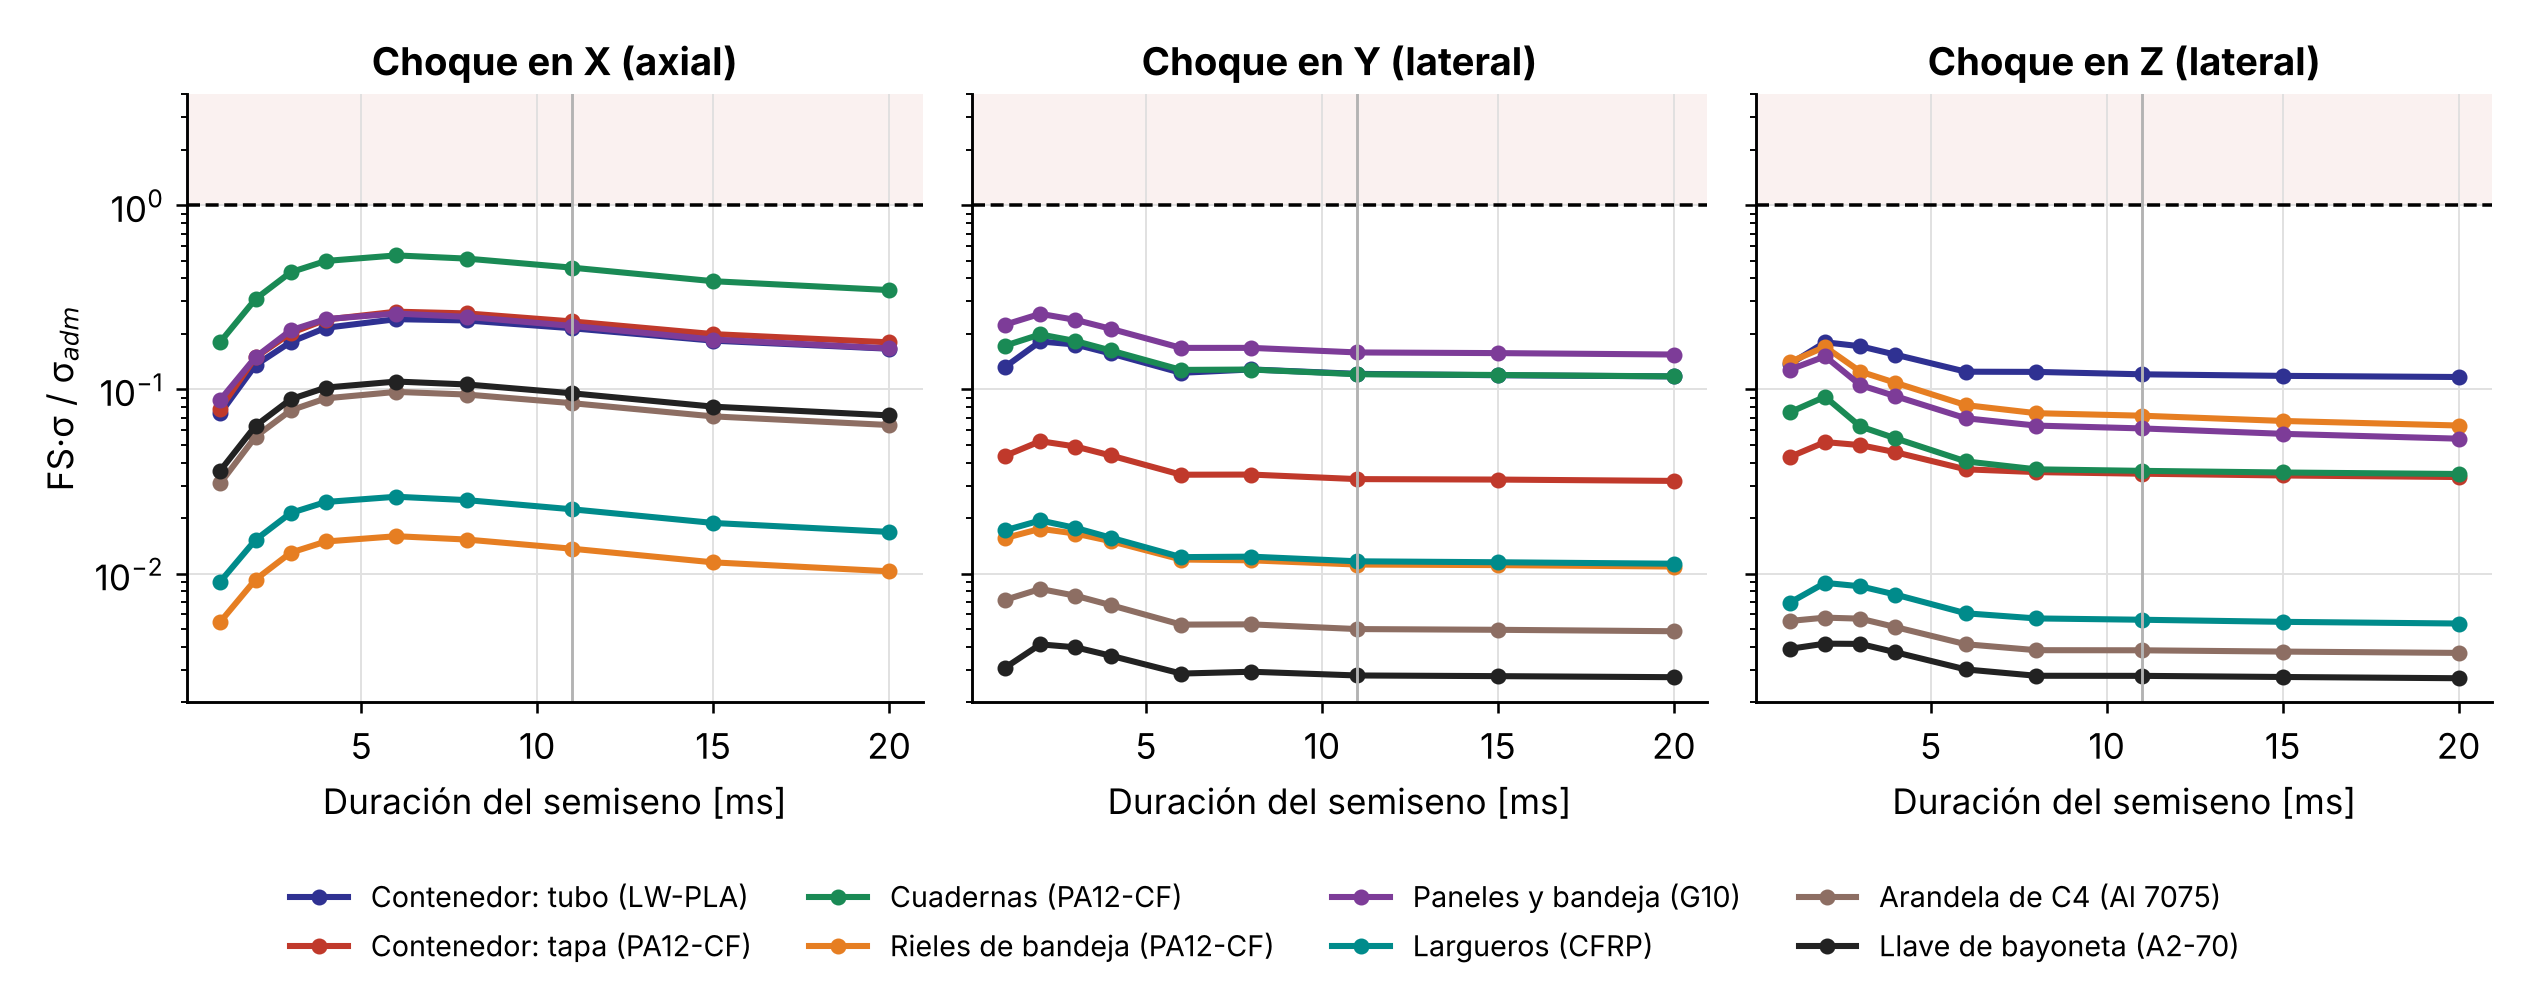 Choque en X (axial)
Choque en Y (lateral)
Choque en Z (lateral)
FS·σ / σ_adm
10⁰
10⁻¹
10⁻²
5 10 15 20
5 10 15 20
5 10 15 20
Duración del semiseno [ms]
Duración del semiseno [ms]
Duración del semiseno [ms]
Contenedor: tubo (LW-PLA)
Contenedor: tapa (PA12-CF)
Cuadernas (PA12-CF)
Rieles de bandeja (PA12-CF)
Paneles y bandeja (G10)
Largueros (CFRP)
Arandela de C4 (Al 7075)
Llave de bayoneta (A2-70)